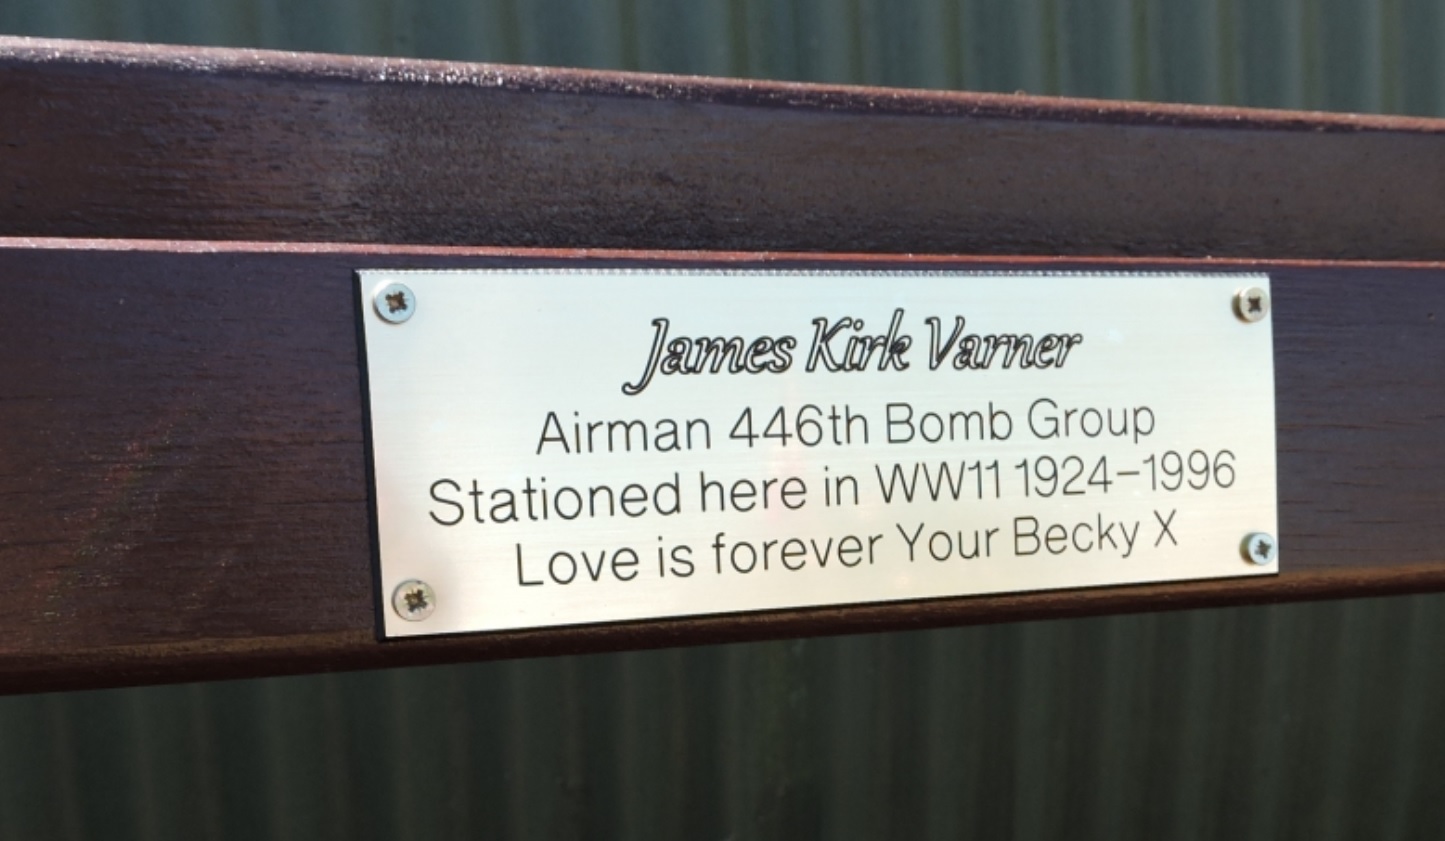 James Kirk Varner
Airman 446th Bomb Group
Stationed here in WW11 1924-1996
Love is forever Your Becky X